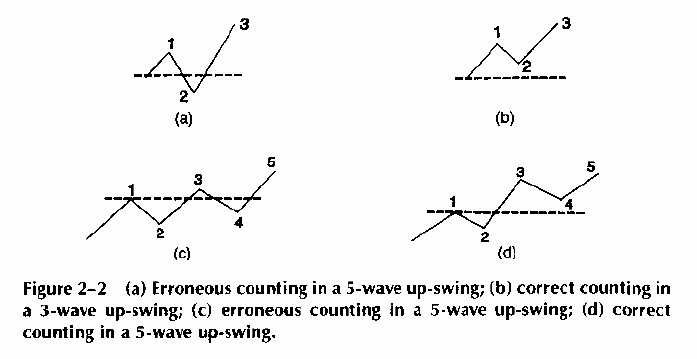 3
1
2
(a)
3
1
2
(b)
5
3
1
2
4
(c)
5
3
1
4
2
(d)
Figure 2–2 (a) Erroneous counting in a 5-wave up-swing; (b) correct counting in
a 3-wave up-swing; (c) erroneous counting in a 5-wave up-swing; (d) correct
counting in a 5-wave up-swing.